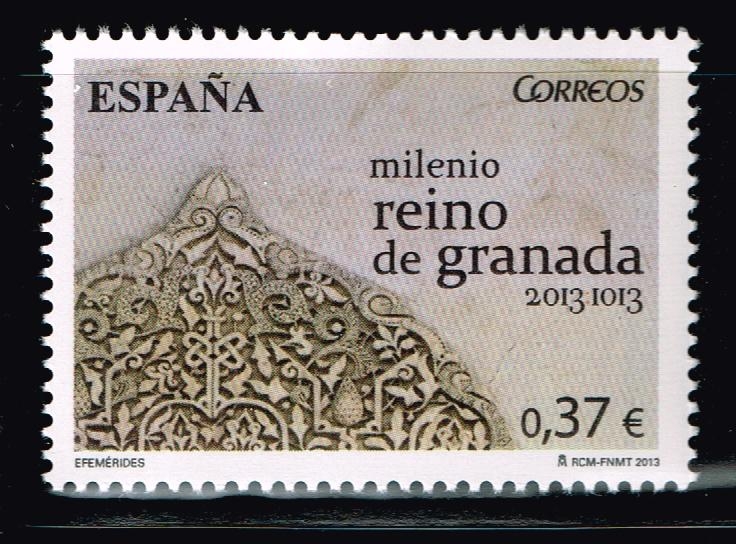 ESPAÑA
CORREOS
milenio
reino
de granada
2013·1013
0,37 €
EFEMÉRIDES
RCM-FNMT 2013